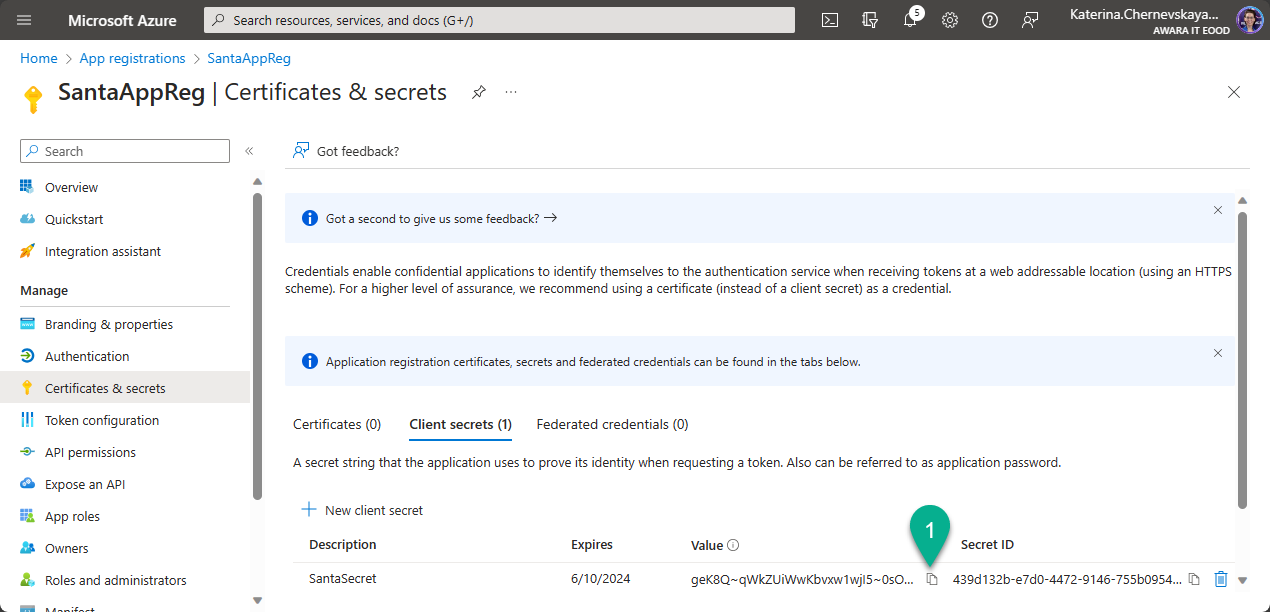 Microsoft Azure
Search resources, services, and docs (G+/)
5
Katerina.Chernevskaya...
AWARA IT EOOD
Home > App registrations > SantaAppReg
SantaAppReg | Certificates & secrets
Search
Got feedback?
Overview
Quickstart
Integration assistant
Manage
Branding & properties
Authentication
Certificates & secrets
Token configuration
API permissions
Expose an API
App roles
Owners
Roles and administrators
Manifest
Got a second to give us some feedback?
Credentials enable confidential applications to identify themselves to the authentication service when receiving tokens at a web addressable location (using an HTTPS
scheme). For a higher level of assurance, we recommend using a certificate (instead of a client secret) as a credential.
Application registration certificates, secrets and federated credentials can be found in the tabs below.
Certificates (0) Client secrets (1) Federated credentials (0)
A secret string that the application uses to prove its identity when requesting a token. Also can be referred to as application password.
New client secret
1
Description Expires Value Secret ID
SantaSecret 6/10/2024 geK8Q~qWkZUiWwKbvxw1wjI5~0sO... 439d132b-e7d0-4472-9146-755b0954...